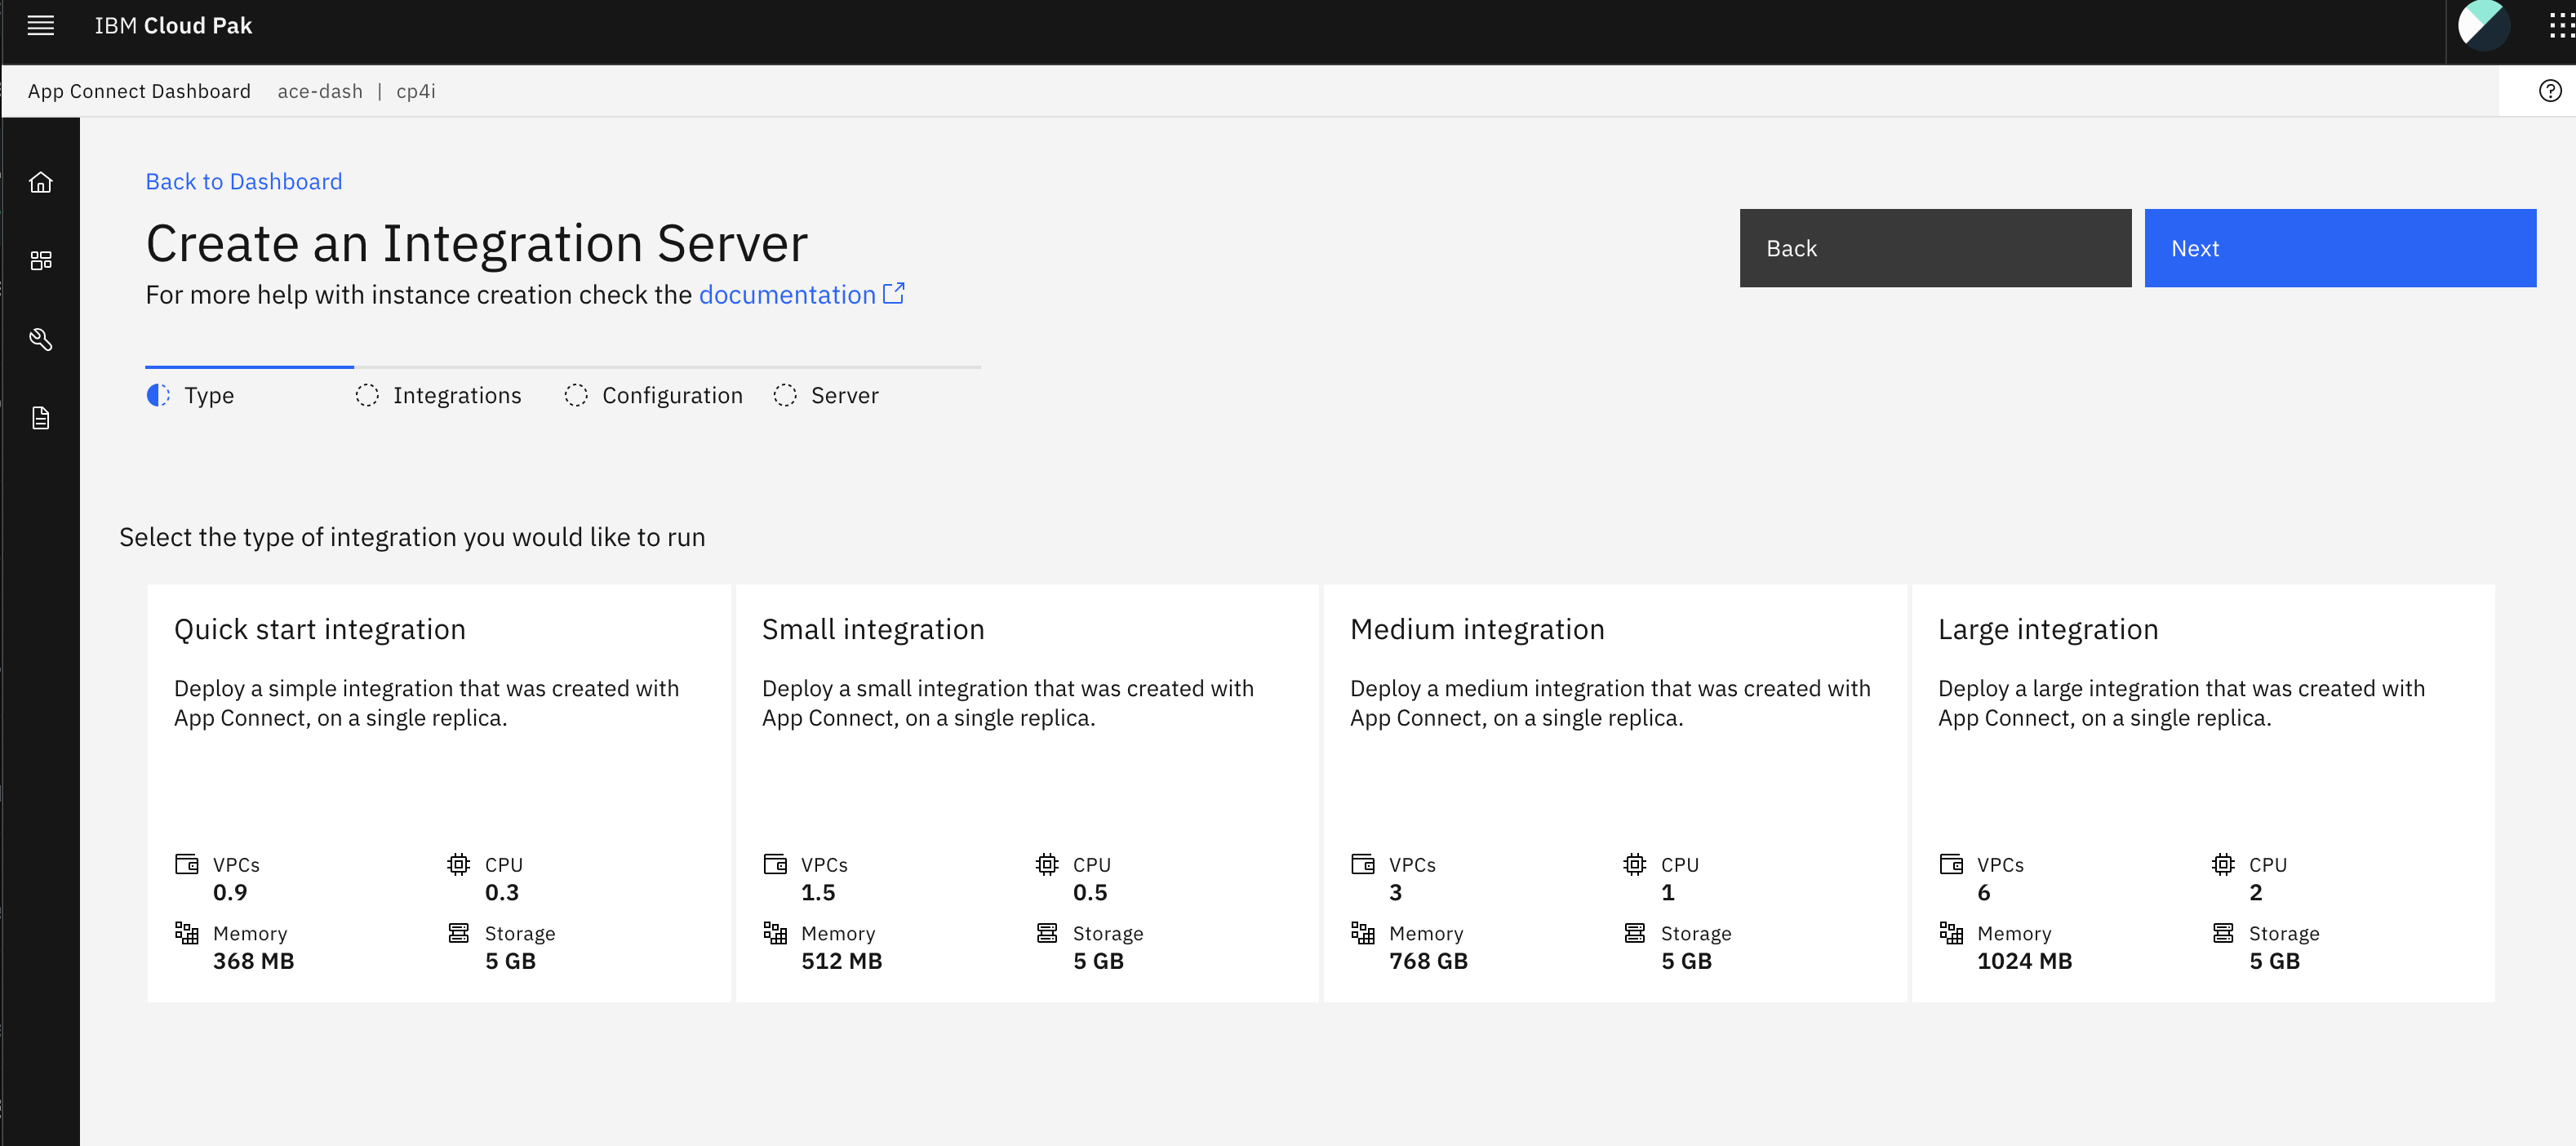 IBM Cloud Pak
App Connect Dashboard ace-dash | cp4i
Back to Dashboard
Create an Integration Server
For more help with instance creation check the documentation
Back
Next
Type Integrations Configuration Server
Select the type of integration you would like to run
Quick start integration
Deploy a simple integration that was created with
App Connect, on a single replica.
VPCs CPU
0.9 0.3
Memory Storage
368 MB 5 GB
Small integration
Deploy a small integration that was created with
App Connect, on a single replica.
VPCs CPU
1.5 0.5
Memory Storage
512 MB 5 GB
Medium integration
Deploy a medium integration that was created with
App Connect, on a single replica.
VPCs CPU
3 1
Memory Storage
768 GB 5 GB
Large integration
Deploy a large integration that was created with
App Connect, on a single replica.
VPCs CPU
6 2
Memory Storage
1024 MB 5 GB